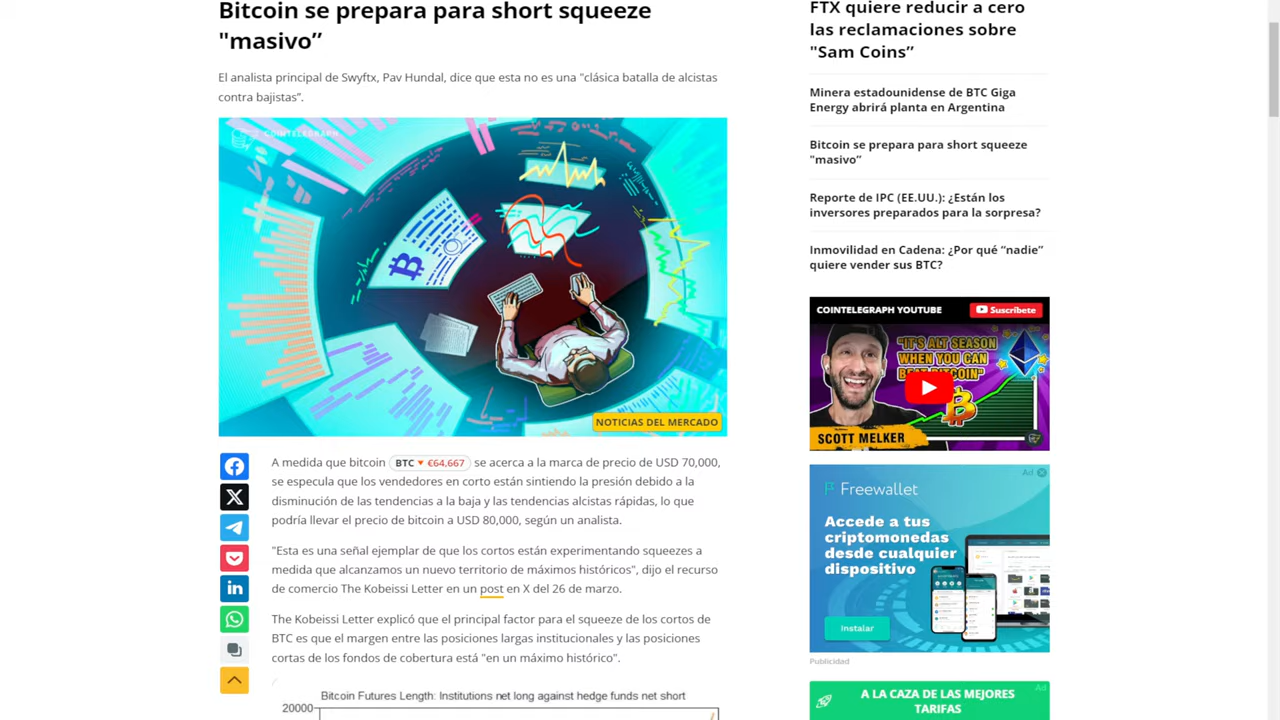 Bitcoin se prepara para short squeeze
"masivo”
El analista principal de Swyftx, Pav Hundal, dice que esta no es una "clásica batalla de alcistas
contra bajistas”.
COINTELEGRAPH
NOTICIAS DEL MERCADO
A medida que bitcoin BTC ▼ €64,667 se acerca a la marca de precio de USD 70,000,
se especula que los vendedores en corto están sintiendo la presión debido a la
disminución de las tendencias a la baja y las tendencias alcistas rápidas, lo que
podría llevar el precio de bitcoin a USD 80,000, según un analista.
"Esta es una señal ejemplar de que los cortos están experimentando squeezes a
medida que alcanzamos un nuevo territorio de máximos históricos", dijo el recurso
de comercio The Kobeissi Letter en un post en X del 26 de marzo.
The Kobeissi Letter explicó que el principal factor para el squeeze de los cortos de
BTC es que el margen entre las posiciones largas institucionales y las posiciones
cortas de los fondos de cobertura está "en un máximo histórico".
Bitcoin Futures Length: Institutions net long against hedge funds net short
20000
FTX quiere reducir a cero
las reclamaciones sobre
"Sam Coins”
Minera estadounidense de BTC Giga
Energy abrirá planta en Argentina
Bitcoin se prepara para short squeeze
"masivo”
Reporte de IPC (EE.UU.): ¿Están los
inversores preparados para la sorpresa?
Inmovilidad en Cadena: ¿Por qué “nadie”
quiere vender sus BTC?
COINTELEGRAPH YOUTUBE
Suscríbete
"IT'S ALT SEASON
WHEN YOU CAN
BEAT BITCOIN"
SCOTT MELKER
Ad
Freewallet
Accede a tus
criptomonedas
desde cualquier
dispositivo
Instalar
Publicidad
Ad
A LA CAZA DE LAS MEJORES
TARIFAS